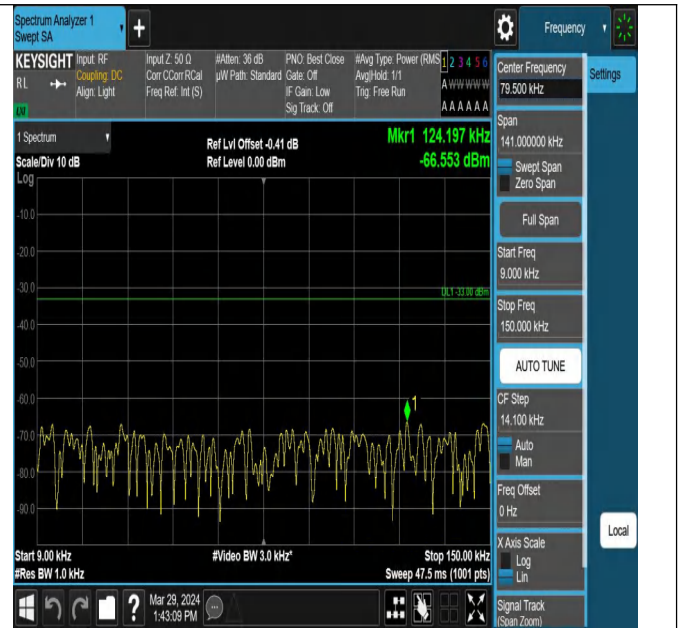 Spectrum Analyzer 1
Swept SA
+
Frequency
KEYSIGHT
RL
Input: RF
Coupling: DC
Align: Light
Input Z: 50 Ω
Corr CCorr RCal
Freq Ref: Int (S)
#Atten: 36 dB
µW Path: Standard
PNO: Best Close
Gate: Off
IF Gain: Low
Sig Track: Off
#Avg Type: Power (RMS
Avg|Hold: 1/1
Trig: Free Run
1 2 3 4 5 6
A W W W W W
A A A A A A
LXI
1 Spectrum
Scale/Div 10 dB
Log
Ref Lvl Offset -0.41 dB
Ref Level 0.00 dBm
Mkr1 124.197 kHz
-66.553 dBm
-10.0
-20.0
-30.0
DL1 -33.00 dBm
-40.0
-50.0
-60.0
1
-70.0
-80.0
-90.0
Start 9.00 kHz
#Res BW 1.0 kHz
#Video BW 3.0 kHz*
Stop 150.00 kHz
Sweep 47.5 ms (1001 pts)
?
Mar 29, 2024
1:43:09 PM
Center Frequency
79.500 kHz
Settings
Span
141.000000 kHz
Swept Span
Zero Span
Full Span
Start Freq
9.000 kHz
Stop Freq
150.000 kHz
AUTO TUNE
CF Step
14.100 kHz
Auto
Man
Freq Offset
0 Hz
X Axis Scale
Log
Lin
Local
Signal Track
(Span Zoom)